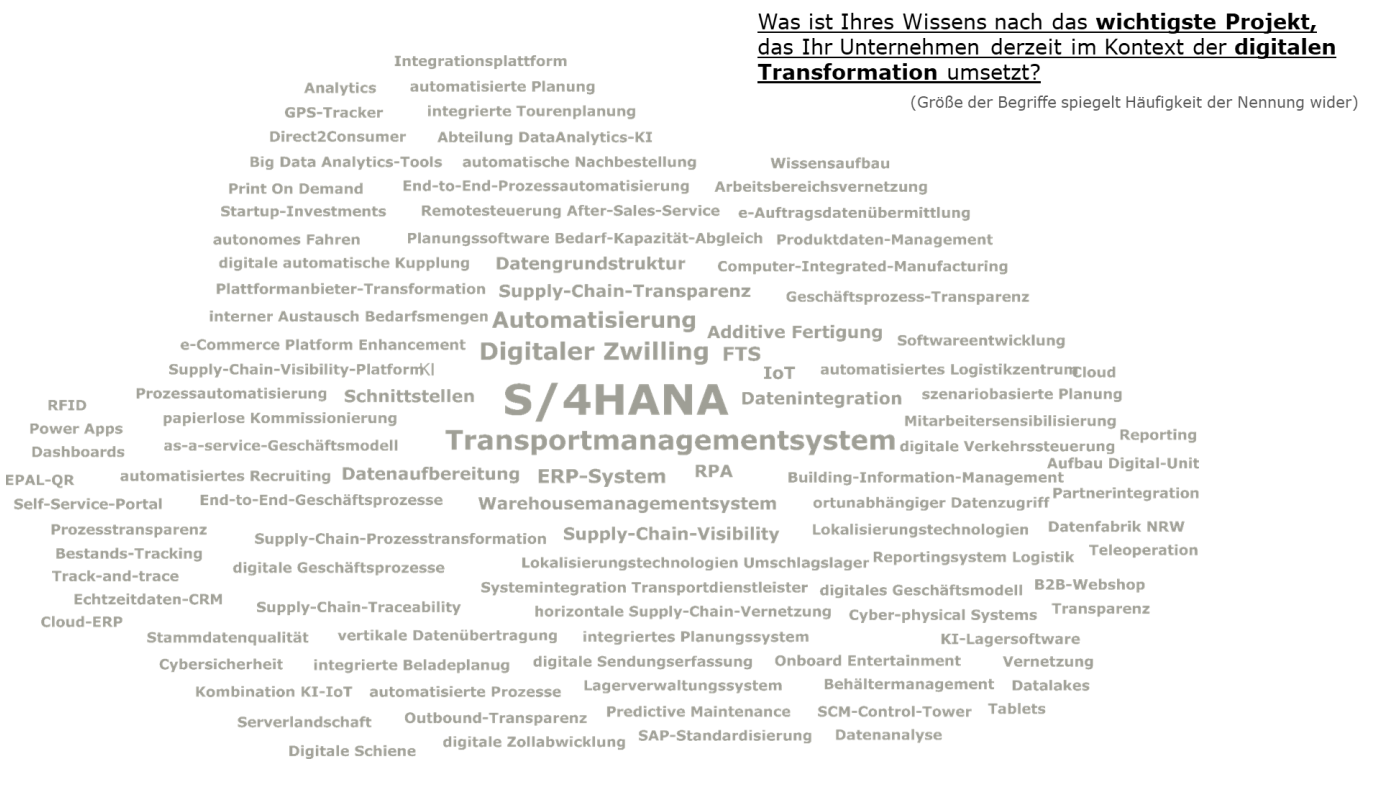 Was ist Ihres Wissens nach das wichtigste Projekt,
das Ihr Unternehmen derzeit im Kontext der digitalen
Transformation umsetzt?
(Größe der Begriffe spiegelt Häufigkeit der Nennung wider)
Integrationsplattform
Analytics automatisierte Planung
GPS-Tracker integrierte Tourenplanung
Direct2Consumer Abteilung DataAnalytics-KI
Big Data Analytics-Tools automatische Nachbestellung Wissensaufbau
Print On Demand End-to-End-Prozessautomatisierung Arbeitsbereichsvernetzung
Startup-Investments Remotesteuerung After-Sales-Service e-Auftragsdatenübermittlung
autonomes Fahren Planungssoftware Bedarf-Kapazität-Abgleich Produktdaten-Management
digitale automatische Kupplung Datengrundstruktur Computer-Integrated-Manufacturing
Plattformanbieter-Transformation Supply-Chain-Transparenz Geschäftsprozess-Transparenz
interner Austausch Bedarfsmengen Automatisierung Additive Fertigung Softwareentwicklung
e-Commerce Platform Enhancement Digitaler Zwilling FTS
Supply-Chain-Visibility-Platform KI IoT automatisiertes Logistikzentrum Cloud
Prozessautomatisierung Schnittstellen S/4HANA Datenintegration szenariobasierte Planung
RFID papierlose Kommissionierung Mitarbeitersensibilisierung
Power Apps as-a-service-Geschäftsmodell Transportmanagementsystem digitale Verkehrssteuerung Reporting
Dashboards Aufbau Digital-Unit
EPAL-QR automatisiertes Recruiting Datenaufbereitung ERP-System RPA Building-Information-Management
Self-Service-Portal End-to-End-Geschäftsprozesse Warehousemanagementsystem ortunabhängiger Datenzugriff Partnerintegration
Prozesstransparenz Supply-Chain-Prozesstransformation Supply-Chain-Visibility Lokalisierungstechnologien Datenfabrik NRW
Bestands-Tracking digitale Geschäftsprozesse Lokalisierungstechnologien Umschlagslager Reportingsystem Logistik Teleoperation
Track-and-trace Systemintegration Transportdienstleister digitales Geschäftsmodell B2B-Webshop
Echtzeitdaten-CRM Supply-Chain-Traceability horizontale Supply-Chain-Vernetzung Cyber-physical Systems Transparenz
Cloud-ERP
Stammdatenqualität vertikale Datenübertragung integriertes Planungssystem KI-Lagersoftware
Cybersicherheit integrierte Beladeplanug digitale Sendungserfassung Onboard Entertainment Vernetzung
Kombination KI-IoT automatisierte Prozesse Lagerverwaltungssystem Behältermanagement Datalakes
Serverlandschaft Outbound-Transparenz Predictive Maintenance SCM-Control-Tower Tablets
Digitale Schiene digitale Zollabwicklung SAP-Standardisierung Datenanalyse